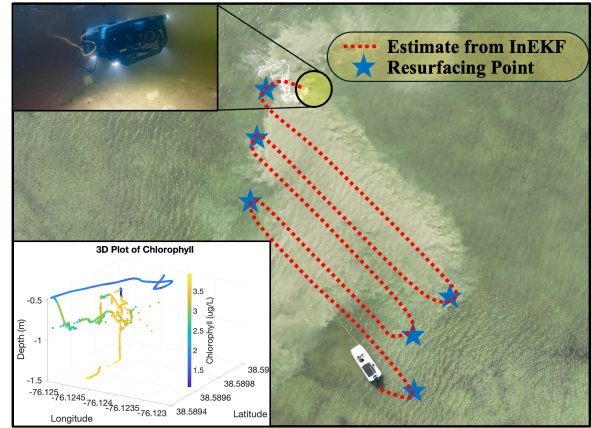 Estimate from InEKF
Resurfacing Point
3D Plot of Chlorophyll
-0.5
-1
-1.5
Depth (m)
-76.125
-76.1245
-76.124
-76.1235
-76.123
Longitude
38.5894
38.5896
38.5898
38.59
Latitude
3.5
3
2.5
2
1.5
Chlorophyll (ug/L)